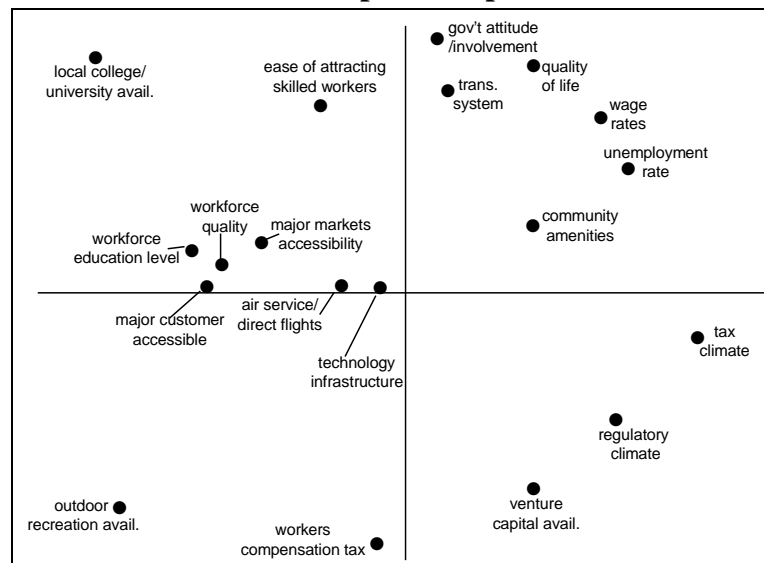 gov't attitude
/involvement
local college/
university avail.
ease of attracting
skilled workers
quality
of life
trans.
system
wage
rates
unemployment
rate
workforce
quality
major markets
accessibility
community
amenities
workforce
education level
major customer
accessible
air service/
direct flights
technology
infrastructure
tax
climate
regulatory
climate
outdoor
recreation avail.
venture
capital avail.
workers
compensation tax